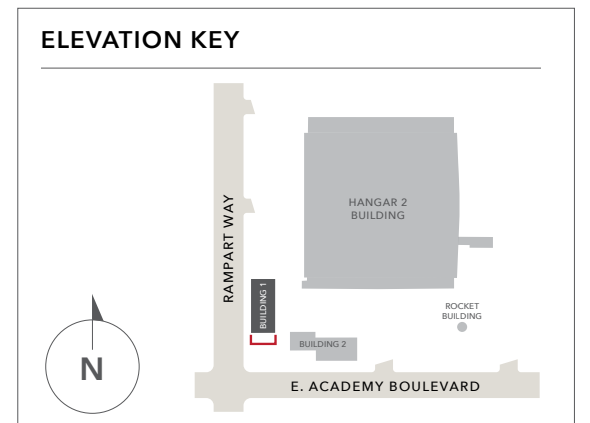 ELEVATION KEY
HANGAR 2
BUILDING
RAMPART WAY
BUILDING 1
ROCKET
BUILDING
BUILDING 2
N
E. ACADEMY BOULEVARD